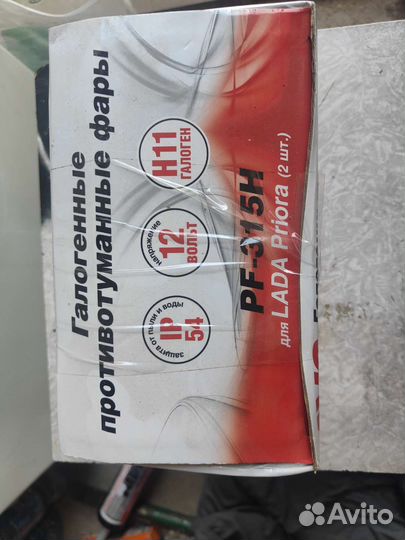 Галогенные
противотуманные фары
защита от пыли и воды
IP
54
напряжение
12
ВОЛЬТ
H11
ГАЛОГЕН
PF-315H
для LADA Priora (2 шт.)
Avito